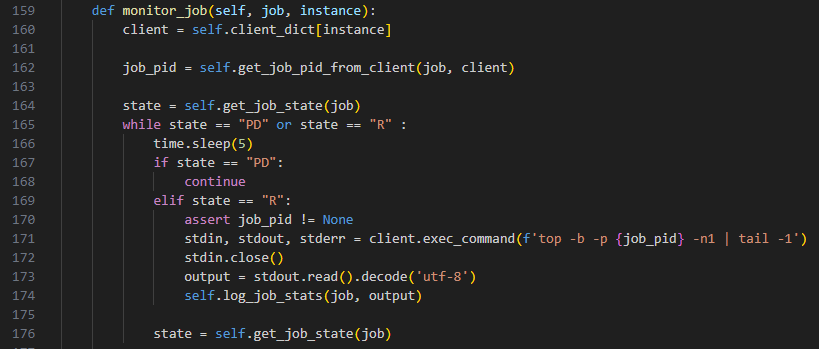 159 def monitor_job(self, job, instance):
160 client = self.client_dict[instance]
161
162 job_pid = self.get_job_pid_from_client(job, client)
163
164 state = self.get_job_state(job)
165 while state == "PD" or state == "R" :
166 time.sleep(5)
167 if state == "PD":
168 continue
169 elif state == "R":
170 assert job_pid != None
171 stdin, stdout, stderr = client.exec_command(f'top -b -p {job_pid} -n1 | tail -1')
172 stdin.close()
173 output = stdout.read().decode('utf-8')
174 self.log_job_stats(job, output)
175
176 state = self.get_job_state(job)